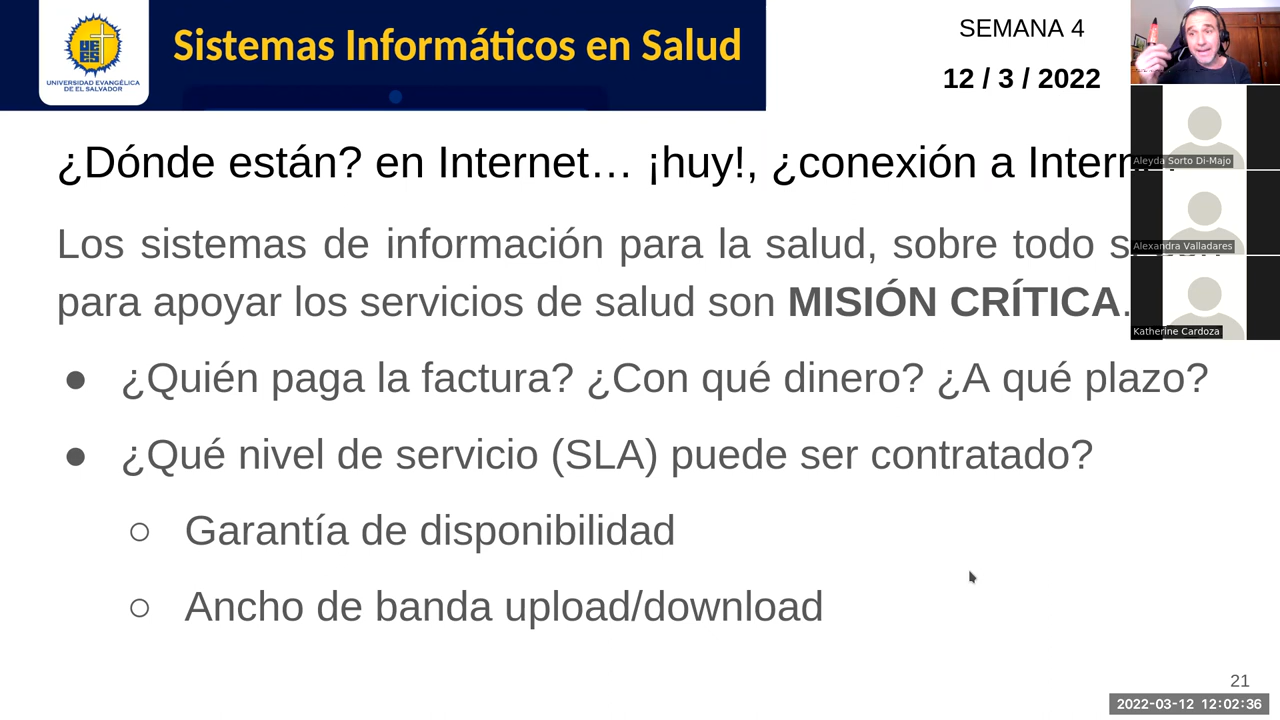 UNIVERSIDAD EVANGÉLICA
DE EL SALVADOR
Sistemas Informáticos en Salud
SEMANA 4
12 / 3 / 2022
¿Dónde están? en Internet… ¡huy!, ¿conexión a
Los sistemas de información para la salud, sobre todo
para apoyar los servicios de salud son MISIÓN CRÍTICA.
● ¿Quién paga la factura? ¿Con qué dinero? ¿A qué plazo?
● ¿Qué nivel de servicio (SLA) puede ser contratado?
○ Garantía de disponibilidad
○ Ancho de banda upload/download
Aleyda Sorto Di-Majo
Alexandra Valladares
Katherine Cardoza
21
2022-03-12 12:02:36